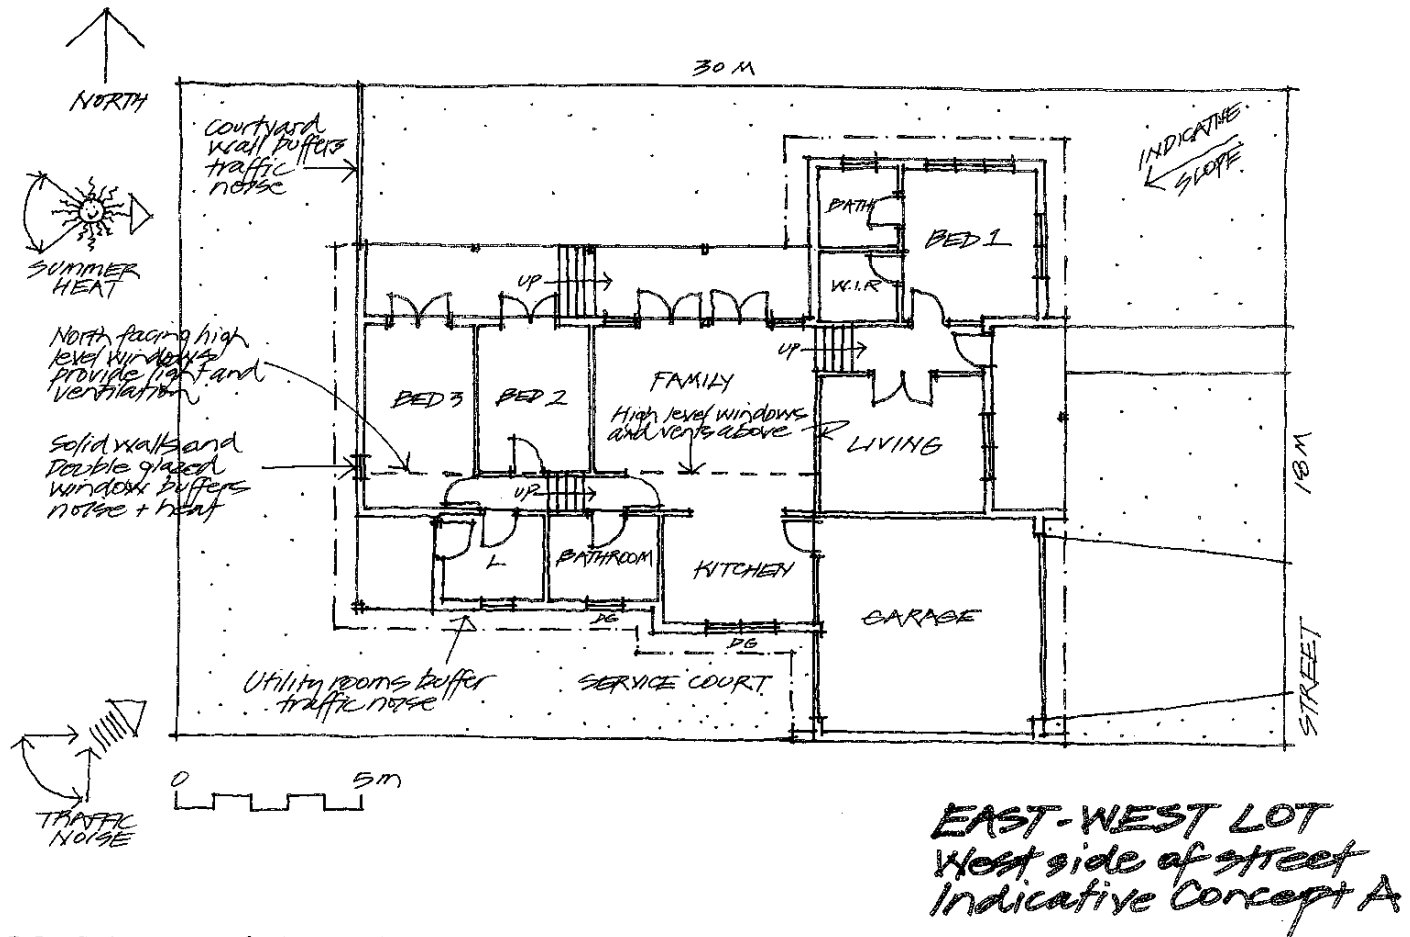 30 M
NORTH
Courtyard
wall buffers
traffic
noise
INDICATIVE
SLOPE
BATH
BED 1
SUMMER
HEAT
UP
W.I.R
North facing high
level windows
provide light and
ventilation
UP
BED 3
BED 2
FAMILY
High level windows
and vents above
LIVING
Solid walls and
Double glazed
window buffers
noise + heat
UP
18 M
L
BATHROOM
KITCHEN
GARAGE
DG
DG
Utility rooms buffer
traffic noise
SERVICE COURT
STREET
0 5m
TRAFFIC
NOISE
EAST-WEST LOT
West side of street
Indicative Concept A